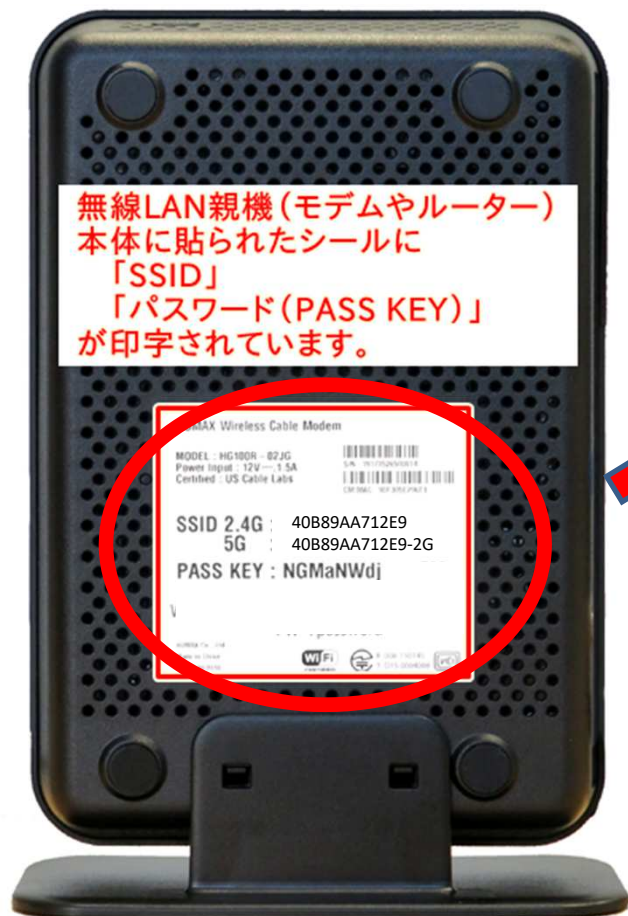 無線LAN親機（モデムやルーター）
本体に貼られたシールに
「SSID」
「パスワード（PASS KEY）」
が印字されています。
Wireless Cable Modem
MODEL : HG100R - 02JG
Power Input : 12V 1.5A
Certified : US Cable Labs
SSID 2.4G : 40B89AA712E9
5G : 40B89AA712E9-2G
PASS KEY : NGMaNWdj
WiFi